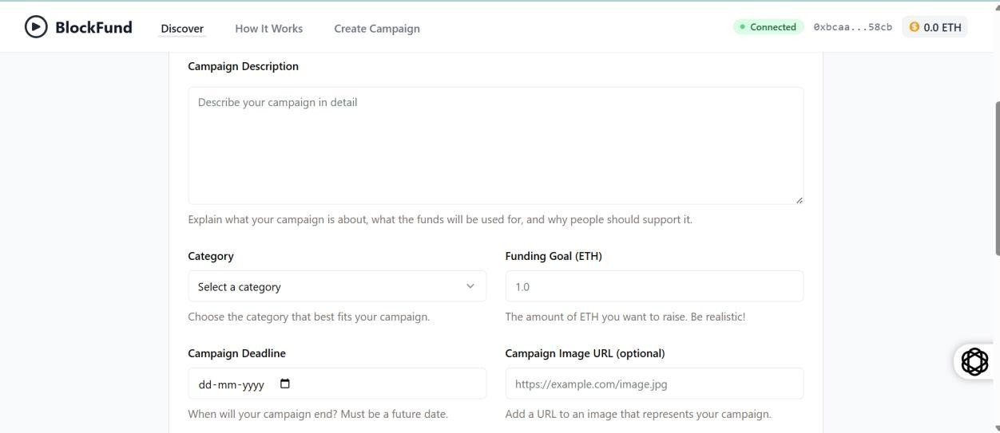 BlockFund Discover How It Works Create Campaign Connected 0xbcaa...58cb 0.0 ETH
Campaign Description
Describe your campaign in detail
Explain what your campaign is about, what the funds will be used for, and why people should support it.
Category Funding Goal (ETH)
Select a category 1.0
Choose the category that best fits your campaign. The amount of ETH you want to raise. Be realistic!
Campaign Deadline Campaign Image URL (optional)
dd-mm-yyyy https://example.com/image.jpg
When will your campaign end? Must be a future date. Add a URL to an image that represents your campaign.